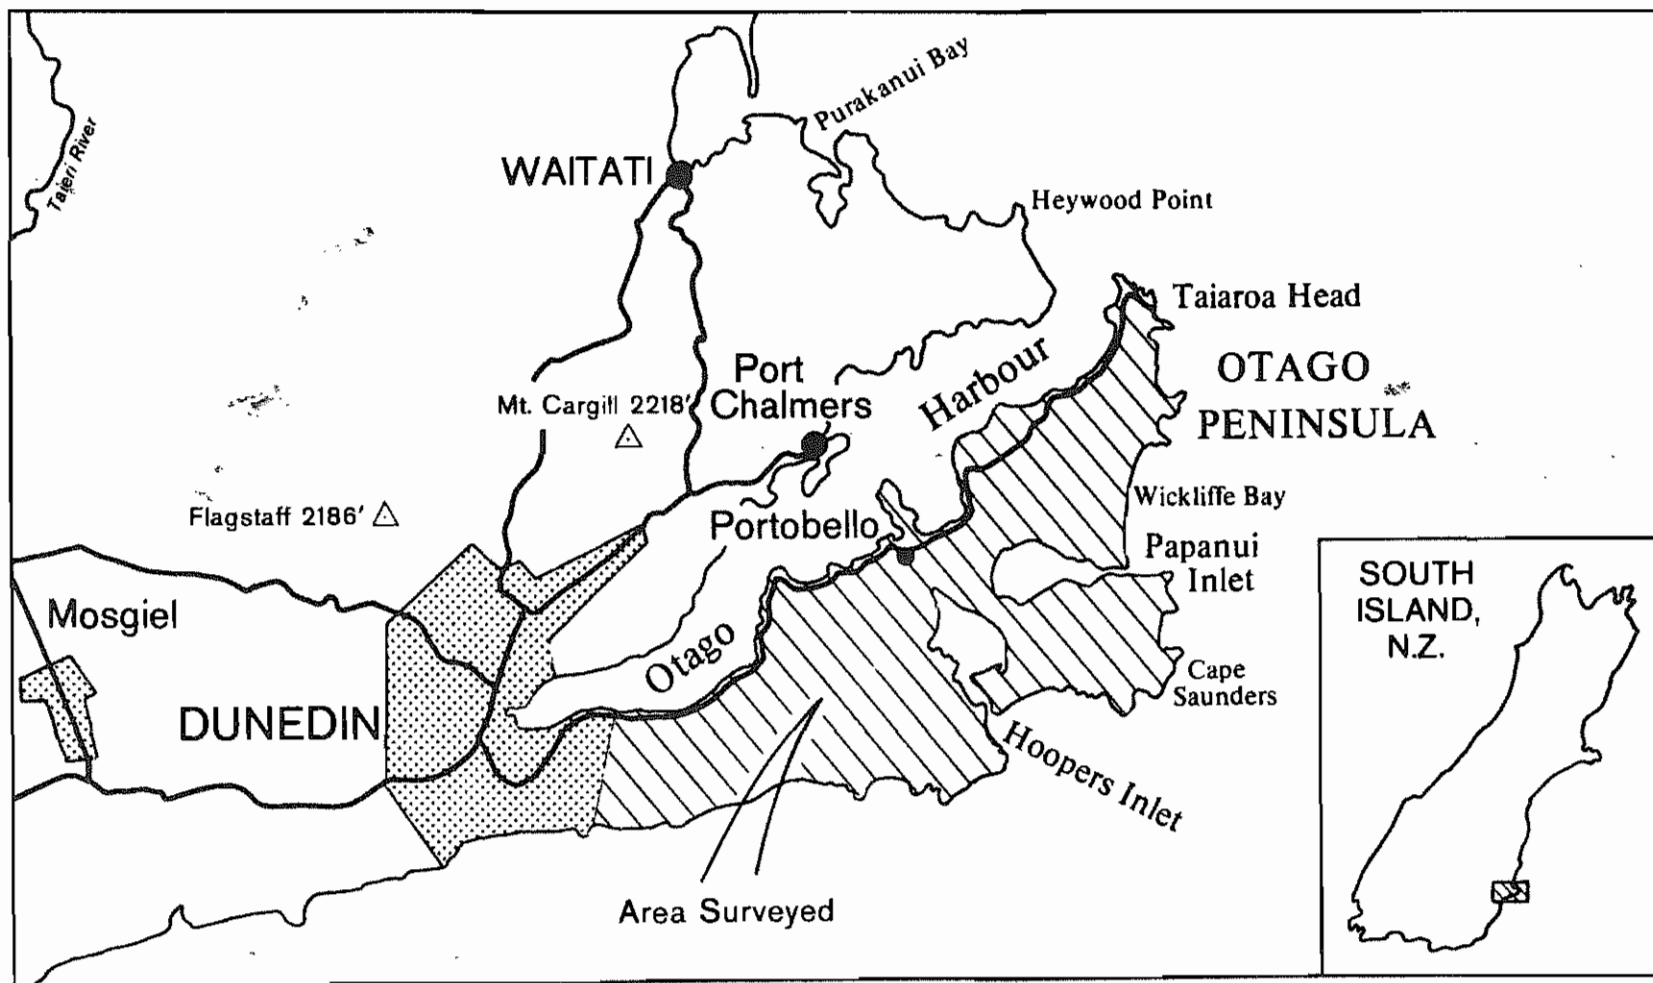 Purakanui Bay
Taieri River
WAITATI
Heywood Point
Taiaroa Head
OTAGO
PENINSULA
Port
Chalmers
Harbour
Mt. Cargill 2218'
Flagstaff 2186'
Portobello
Wickliffe Bay
Papanui
Inlet
Mosgiel
Otago
DUNEDIN
Cape
Saunders
Hoopers Inlet
Area Surveyed
SOUTH
ISLAND,
N.Z.